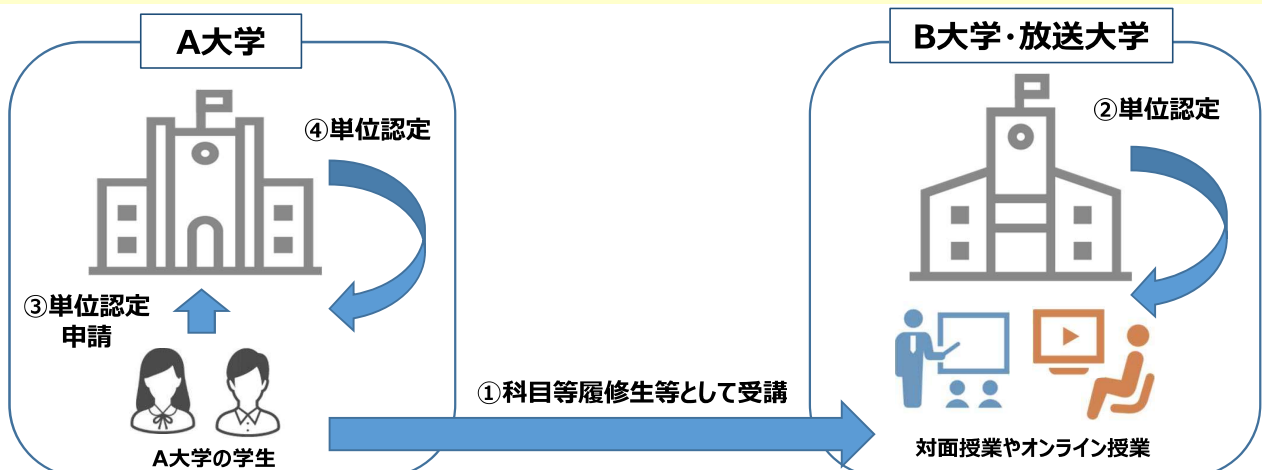 A大学
④単位認定
③単位認定
申請
A大学の学生
①科目等履修生等として受講
B大学・放送大学
②単位認定
対面授業やオンライン授業